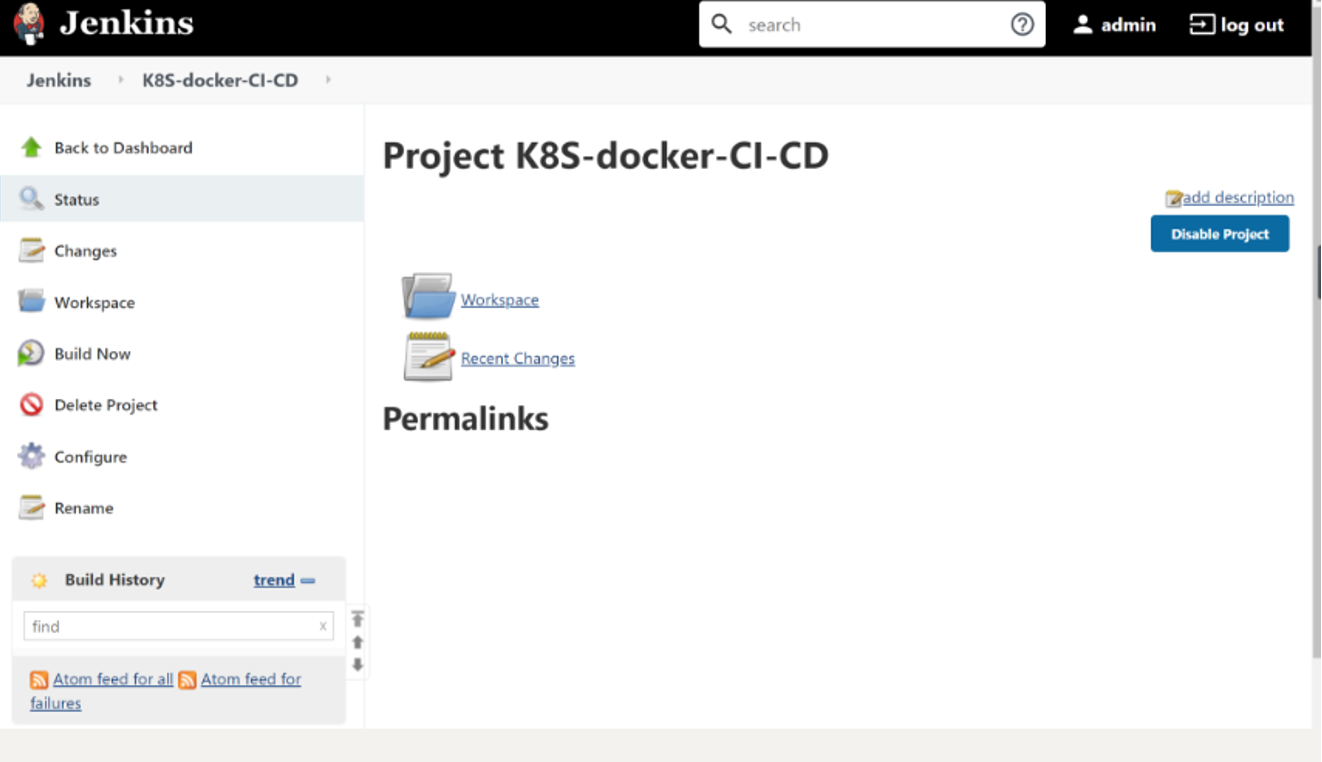 Jenkins
search
admin
log out
Jenkins
K8S-docker-CI-CD
Back to Dashboard
Status
Changes
Workspace
Build Now
Delete Project
Configure
Rename
Build History
trend
find
x
Atom feed for all Atom feed for
failures
Project K8S-docker-CI-CD
add description
Disable Project
Workspace
Recent Changes
Permalinks